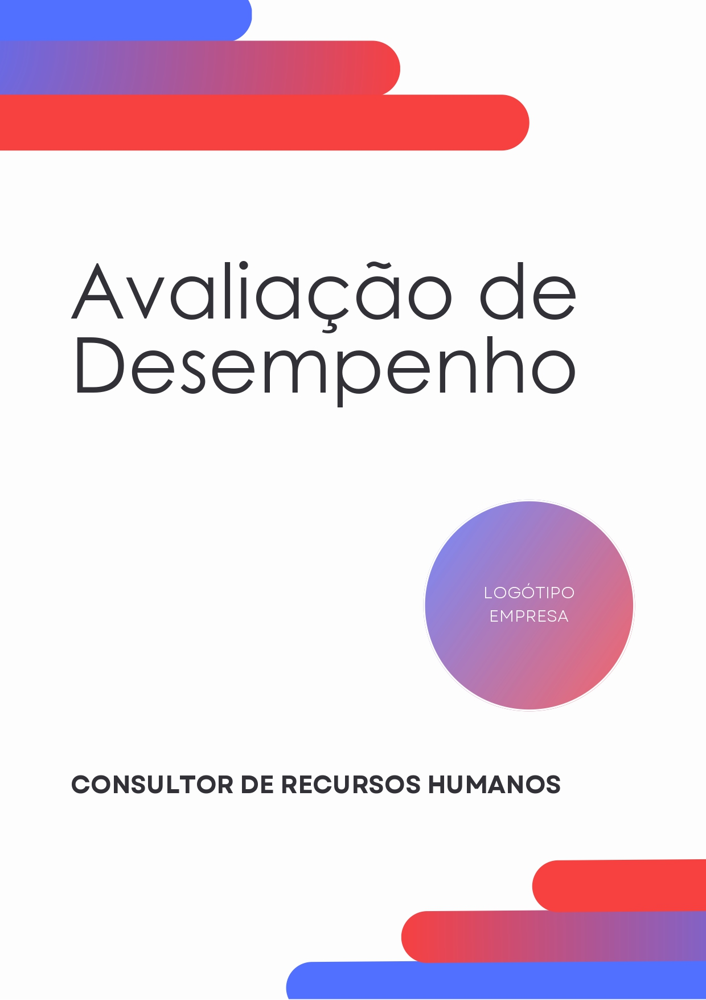 Avaliação de
Desempenho
LOGÓTIPO
EMPRESA
CONSULTOR DE RECURSOS HUMANOS